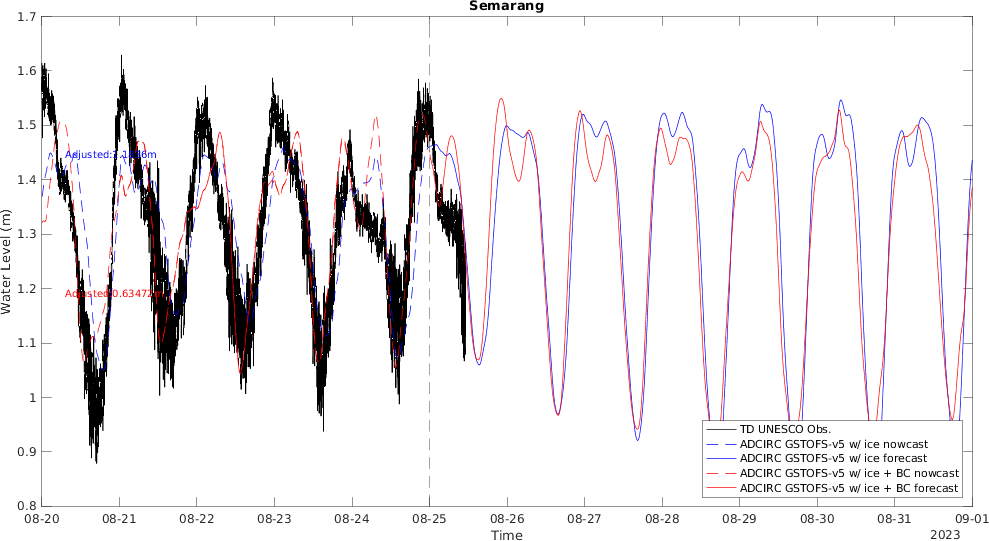 Semarang
1.7
1.6
1.5
1.4
1.3
1.2
1.1
1
0.9
0.8
Water Level (m)
Adjusted:0.63472m
TD UNESCO Obs.
ADCIRC GSTOFS-v5 w/ ice nowcast
ADCIRC GSTOFS-v5 w/ ice forecast
ADCIRC GSTOFS-v5 w/ ice + BC nowcast
ADCIRC GSTOFS-v5 w/ ice + BC forecast
08-20
08-21
08-22
08-23
08-24
08-25
08-26
08-27
08-28
08-29
08-30
08-31
09-01
Time
2023